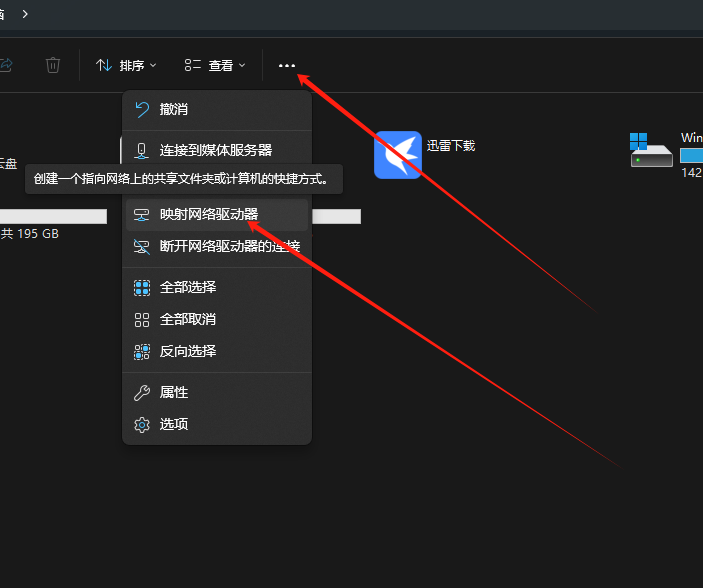 排序
查看
撤消
连接到媒体服务器
创建一个指向网络上的共享文件夹或计算机的快捷方式。
映射网络驱动器
断开网络驱动器的连接
全部选择
全部取消
反向选择
属性
选项
云盘
共 195 GB
迅雷下载
Win
142